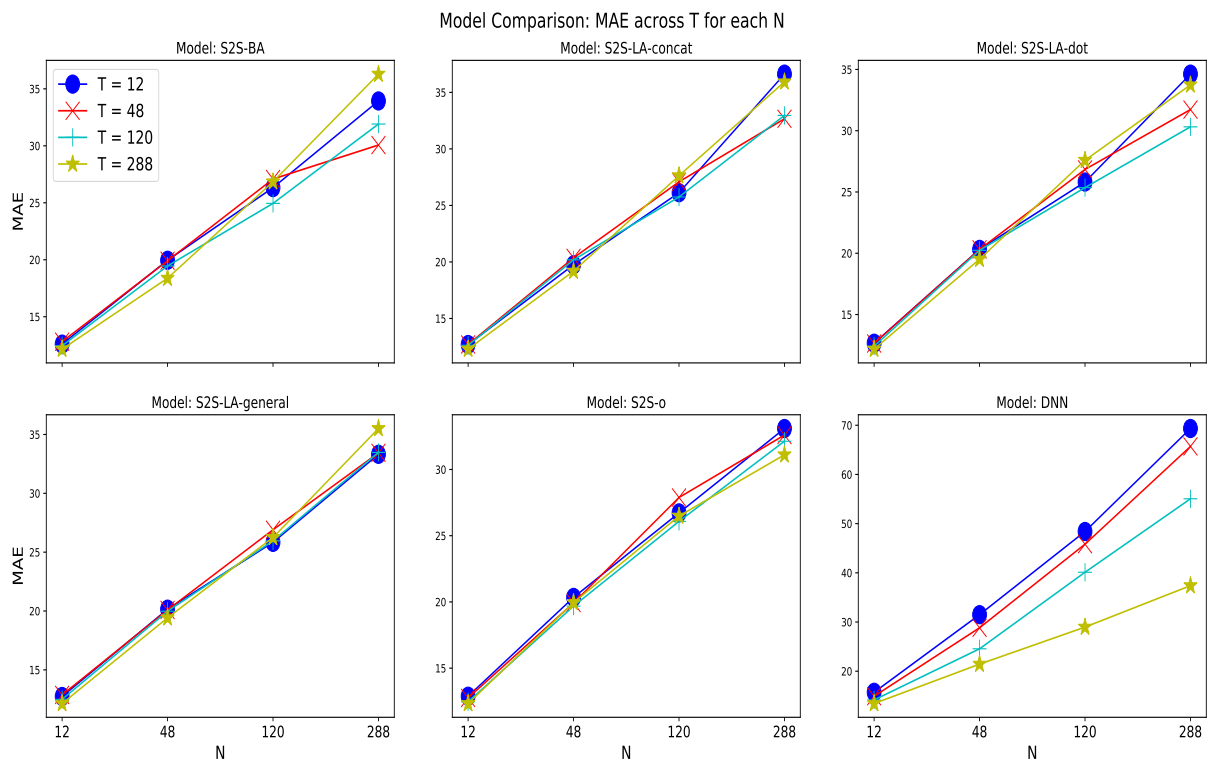 Model Comparison: MAE across T for each N
Model: S2S-BA
Model: S2S-LA-concat
Model: S2S-LA-dot
T = 12
T = 48
T = 120
T = 288
MAE
35
30
25
20
15
35
30
25
20
15
35
30
25
20
15
Model: S2S-LA-general
Model: S2S-o
Model: DNN
MAE
35
30
25
20
15
30
25
20
15
70
60
50
40
30
20
12 48 120 288
12 48 120 288
12 48 120 288
N
N
N